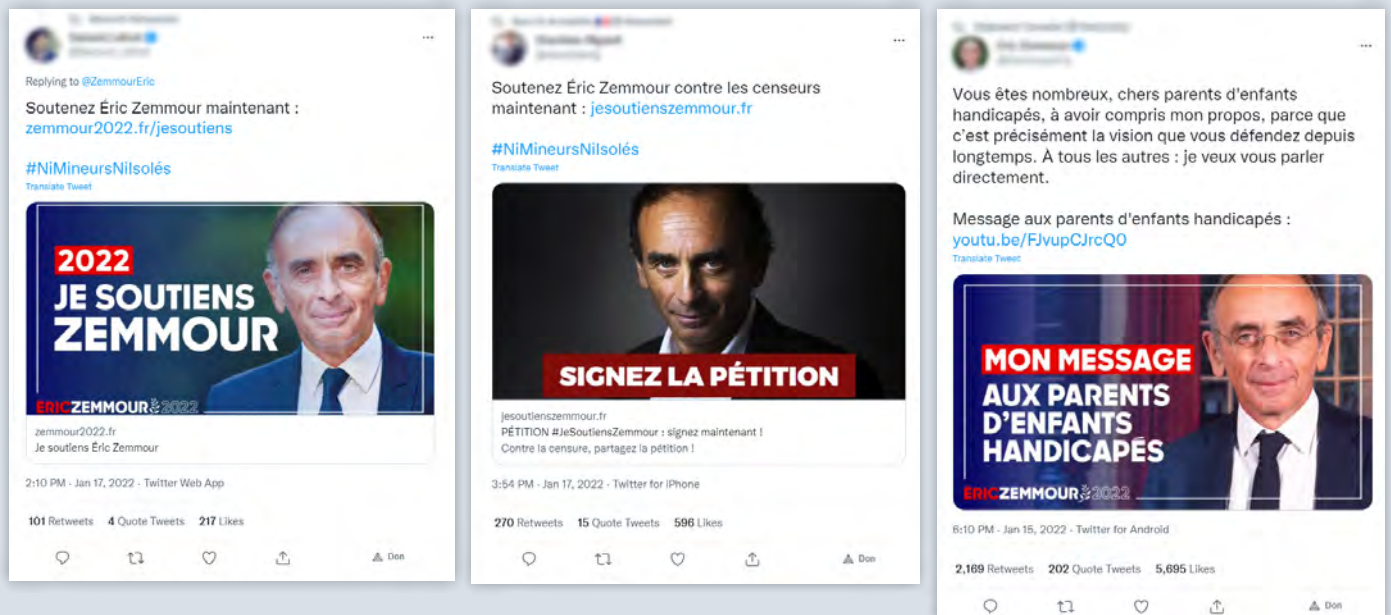 Replying to @ZemmourEric
Soutenez Éric Zemmour maintenant :
zemmour2022.fr/jesoutiens
#NiMineursNiIsolés
Translate Tweet
2022
JE SOUTIENS
ZEMMOUR
ERICZEMMOUR 2022
zemmour2022.fr
Je soutiens Éric Zemmour
2:10 PM · Jan 17, 2022 · Twitter Web App
101 Retweets 4 Quote Tweets 217 Likes
Don
Soutenez Éric Zemmour contre les censeurs
maintenant : jesoutienszemmour.fr
#NiMineursNiIsolés
Translate Tweet
SIGNEZ LA PÉTITION
jesoutienszemmour.fr
PÉTITION #JeSoutiensZemmour : signez maintenant !
Contre la censure, partagez la pétition !
3:54 PM · Jan 17, 2022 · Twitter for iPhone
270 Retweets 15 Quote Tweets 596 Likes
Don
Vous êtes nombreux, chers parents d'enfants
handicapés, à avoir compris mon propos, parce que
c'est précisément la vision que vous défendez depuis
longtemps. À tous les autres : je veux vous parler
directement.
Message aux parents d'enfants handicapés :
youtu.be/FJvupCJrcQ0
Translate Tweet
MON MESSAGE
AUX PARENTS
D'ENFANTS
HANDICAPÉS
ÉRICZEMMOUR 2022
6:10 PM · Jan 15, 2022 · Twitter for Android
2,169 Retweets 202 Quote Tweets 5,695 Likes
Don